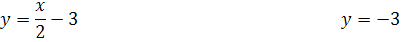 y = x/2 − 3 y = −3